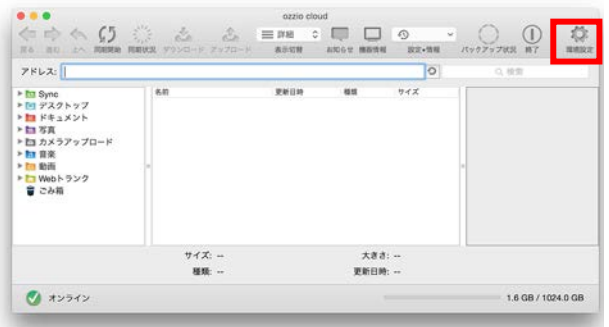 ozzio cloud
戻る 進む 上へ 同期開始 同期状況 ダウンロード アップロード 詳細 表示切替 お知らせ 機器情報 設定・情報 バックアップ状況 終了 環境設定
アドレス: 検索
名前 更新日時 種類 サイズ
Sync
デスクトップ
ドキュメント
写真
カメラアップロード
音楽
動画
Webトランク
ごみ箱
サイズ: -- 大きさ: --
種類: -- 更新日時: --
オンライン 1.6 GB / 1024.0 GB